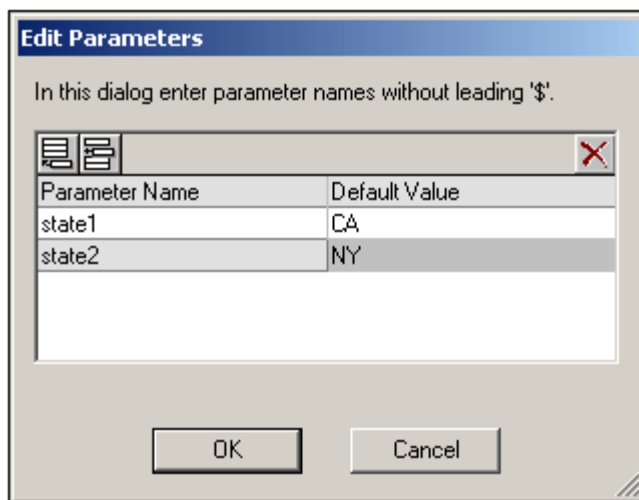 Edit Parameters
In this dialog enter parameter names without leading '$'.
Parameter Name Default Value
state1 CA
state2 NY
OK Cancel